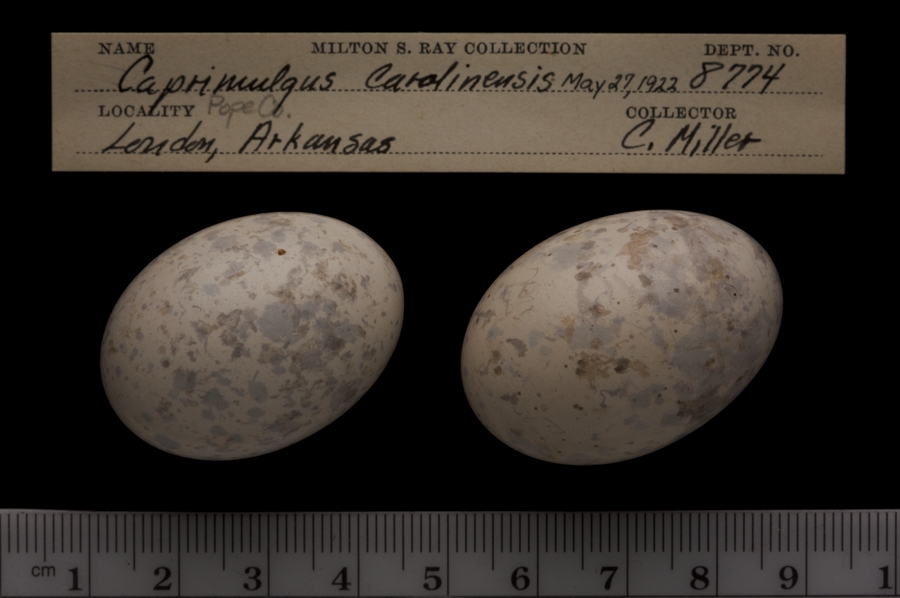 NAME MILTON S. RAY COLLECTION DEPT. NO.
Caprimulgus Carolinensis May 27, 1922 8774
LOCALITY Pope Co. COLLECTOR
London, Arkansas C. Miller
cm 1 2 3 4 5 6 7 8 9 1